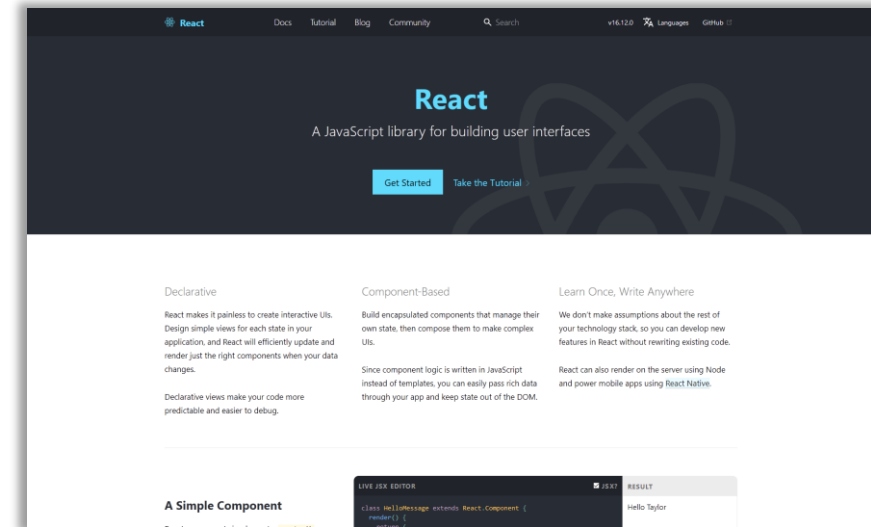 React Docs Tutorial Blog Community Search v16.12.0 Languages GitHub
React
A JavaScript library for building user interfaces
Get Started Take the Tutorial
Declarative
React makes it painless to create interactive UIs.
Design simple views for each state in your
application, and React will efficiently update and
render just the right components when your data
changes.
Declarative views make your code more
predictable and easier to debug.
Component-Based
Build encapsulated components that manage their
own state, then compose them to make complex
UIs.
Since component logic is written in JavaScript
instead of templates, you can easily pass rich data
through your app and keep state out of the DOM.
Learn Once, Write Anywhere
We don't make assumptions about the rest of
your technology stack, so you can develop new
features in React without rewriting existing code.
React can also render on the server using Node
and power mobile apps using React Native.
A Simple Component
LIVE JSX EDITOR JSX?
class HelloMessage extends React.Component {
render() {
RESULT
Hello Taylor